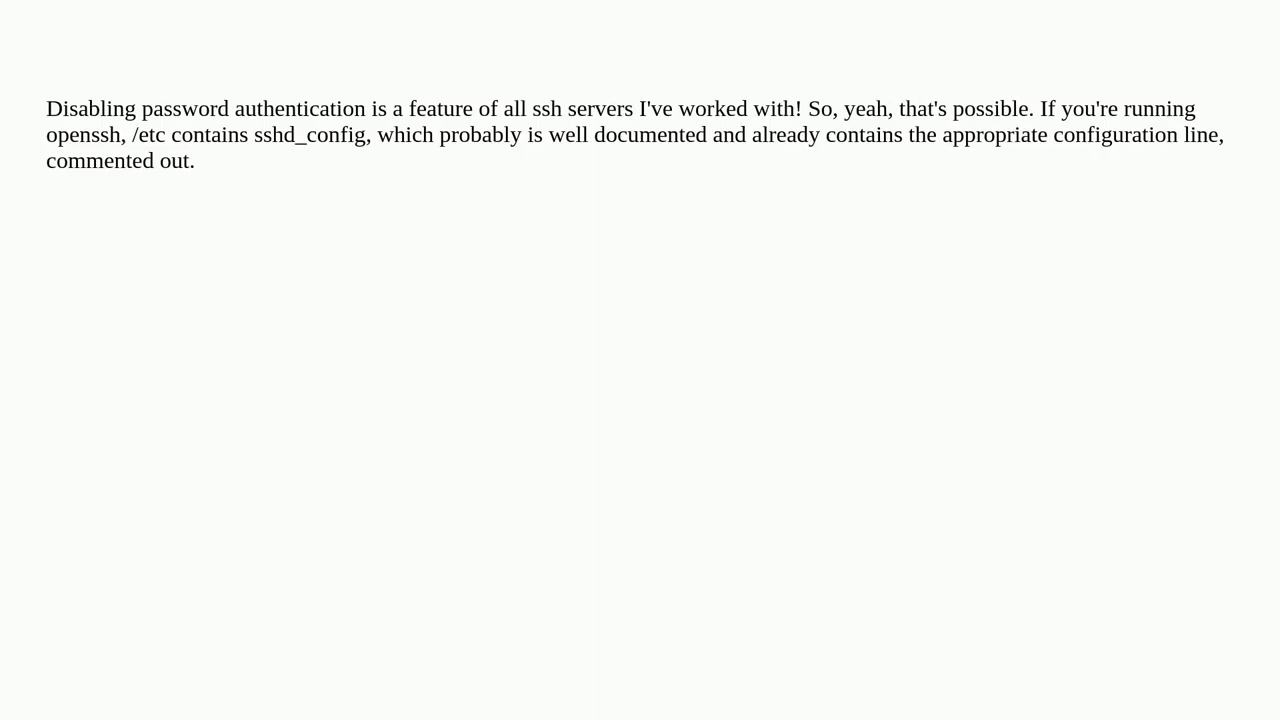 Disabling password authentication is a feature of all ssh servers I've worked with! So, yeah, that's possible. If you're running
openssh, /etc contains sshd_config, which probably is well documented and already contains the appropriate configuration line,
commented out.